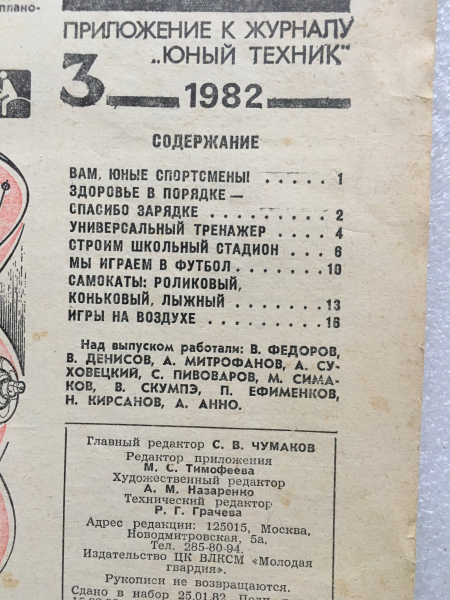 плано-
ПРИЛОЖЕНИЕ К ЖУРНАЛУ
„ЮНЫЙ ТЕХНИК“
3 1982
СОДЕРЖАНИЕ
ВАМ, ЮНЫЕ СПОРТСМЕНЫ! ..... 1
ЗДОРОВЬЕ В ПОРЯДКЕ —
СПАСИБО ЗАРЯДКЕ ......... 2
УНИВЕРСАЛЬНЫЙ ТРЕНАЖЕР .... 4
СТРОИМ ШКОЛЬНЫЙ СТАДИОН ... 6
МЫ ИГРАЕМ В ФУТБОЛ ....... 10
САМОКАТЫ: РОЛИКОВЫЙ,
КОНЬКОВЫЙ, ЛЫЖНЫЙ ....... 13
ИГРЫ НА ВОЗДУХЕ ......... 16
Над выпуском работали: В. ФЕДОРОВ,
В. ДЕНИСОВ, А. МИТРОФАНОВ, А. СУ-
ХОВЕЦКИЙ, С. ПИВОВАРОВ, М. СИМА-
КОВ, В. СКУМПЭ, П. ЕФИМЕНКОВ,
Н. КИРСАНОВ, А. АННО.
Главный редактор С. В. ЧУМАКОВ
Редактор приложения
М. С. Тимофеева
Художественный редактор
А. М. Назаренко
Технический редактор
Р. Г. Грачева
Адрес редакции: 125015, Москва,
Новодмитровская, 5а,
Тел. 285-80-94.
Издательство ЦК ВЛКСМ «Молодая
гвардия».
Рукописи не возвращаются.
Сдано в набор 25.01.82.